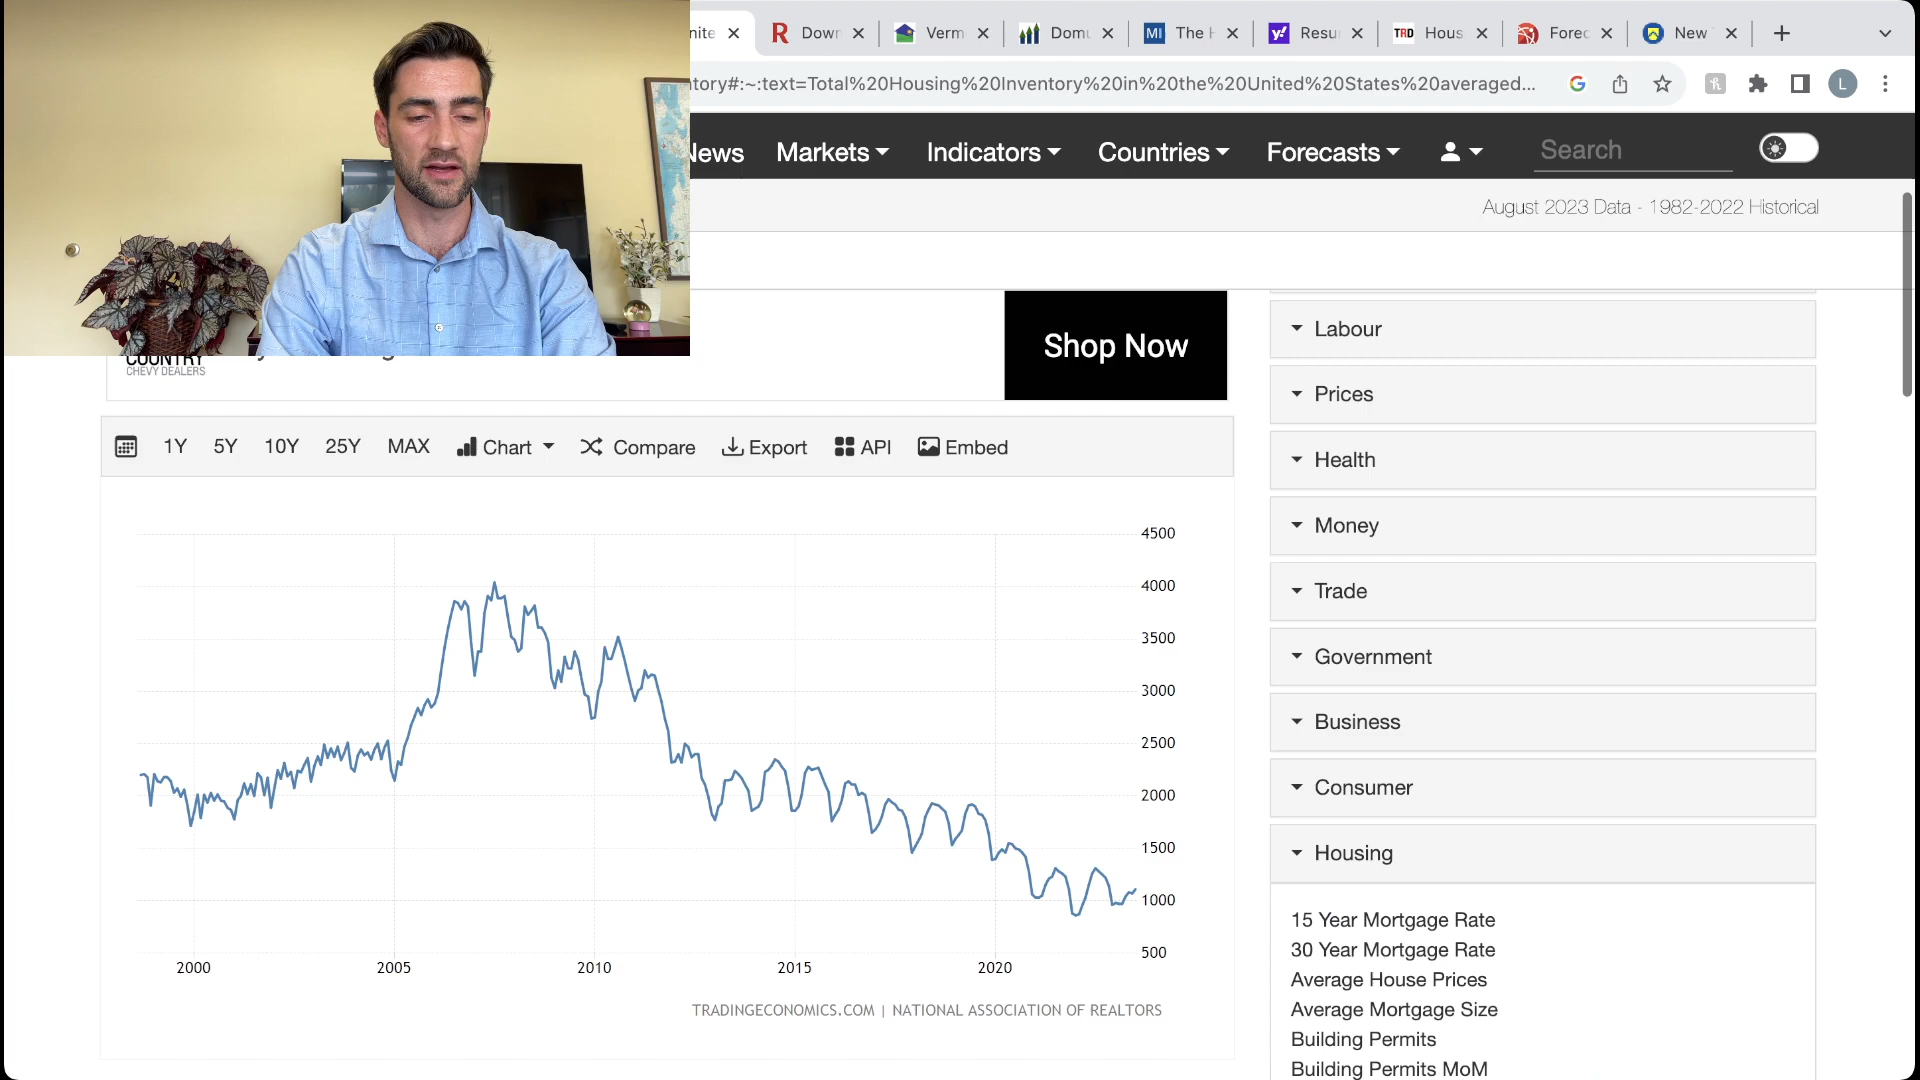 nite
Down
Verm
Domu
MI
The H
y!
Resu
TRD
Hous
Forec
New
tory#:~:text=Total%20Housing%20Inventory%20in%20the%20United%20States%20averaged...
L
News
Markets
Indicators
Countries
Forecasts
Search
August 2023 Data - 1982-2022 Historical
COUNTRY
CHEVY DEALERS
Shop Now
1Y
5Y
10Y
25Y
MAX
Chart
Compare
Export
API
Embed
4500
4000
3500
3000
2500
2000
1500
1000
500
2000
2005
2010
2015
2020
TRADINGECONOMICS.COM | NATIONAL ASSOCIATION OF REALTORS
Labour
Prices
Health
Money
Trade
Government
Business
Consumer
Housing
15 Year Mortgage Rate
30 Year Mortgage Rate
Average House Prices
Average Mortgage Size
Building Permits
Building Permits MoM